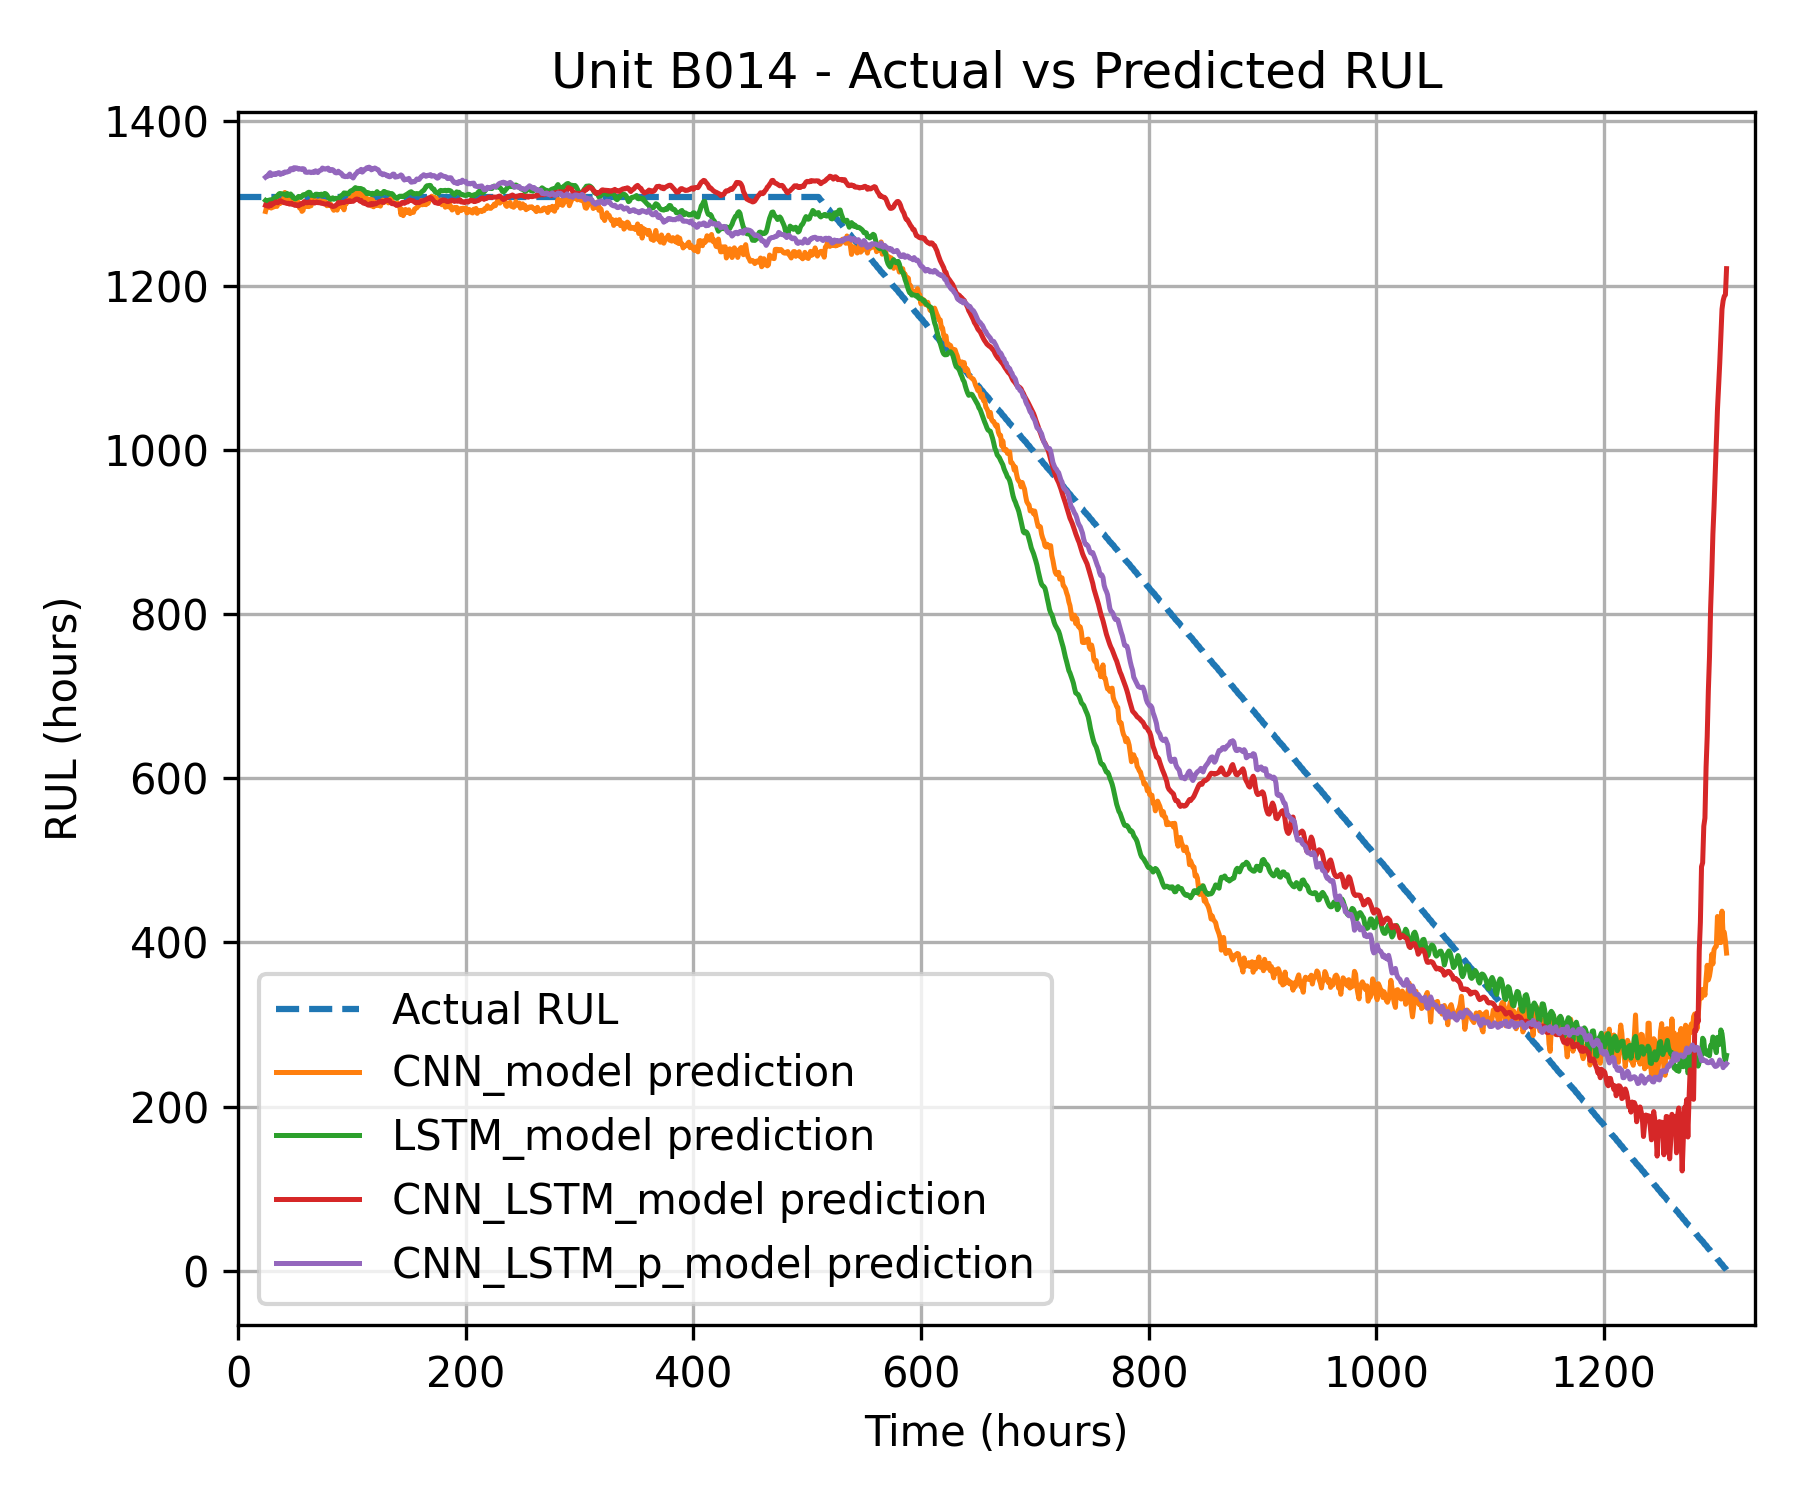 Unit B014 - Actual vs Predicted RUL
1400
1200
1000
800
600
400
200
0
RUL (hours)
Actual RUL
CNN_model prediction
LSTM_model prediction
CNN_LSTM_model prediction
CNN_LSTM_p_model prediction
0 200 400 600 800 1000 1200
Time (hours)